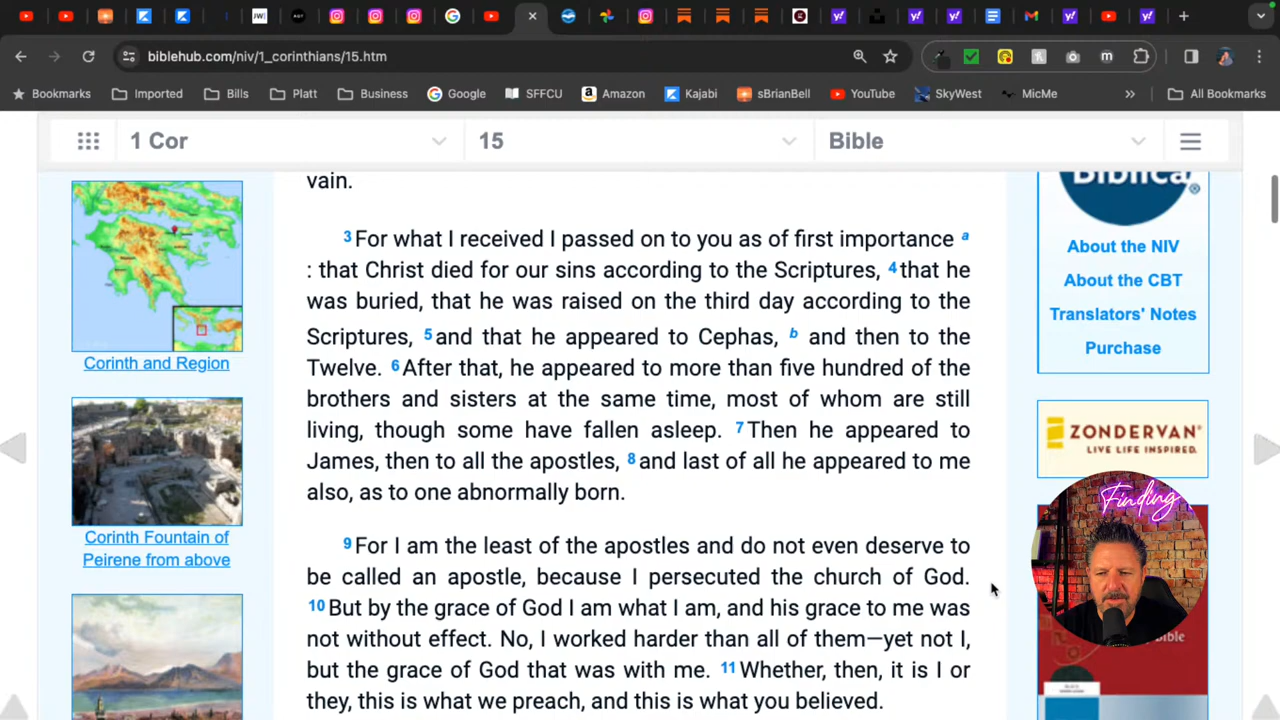 JW
biblehub.com/niv/1_corinthians/15.htm
m
Bookmarks Imported Bills Platt Business Google SFFCU Amazon Kajabi sBrianBell YouTube SkyWest MicMe » All Bookmarks
1 Cor 15 Bible
vain.
3 For what I received I passed on to you as of first importance a
: that Christ died for our sins according to the Scriptures, 4 that he
was buried, that he was raised on the third day according to the
Scriptures, 5 and that he appeared to Cephas, b and then to the
Twelve. 6 After that, he appeared to more than five hundred of the
brothers and sisters at the same time, most of whom are still
living, though some have fallen asleep. 7 Then he appeared to
James, then to all the apostles, 8 and last of all he appeared to me
also, as to one abnormally born.
9 For I am the least of the apostles and do not even deserve to
be called an apostle, because I persecuted the church of God.
10 But by the grace of God I am what I am, and his grace to me was
not without effect. No, I worked harder than all of them—yet not I,
but the grace of God that was with me. 11 Whether, then, it is I or
they, this is what we preach, and this is what you believed.
Corinth and Region
Corinth Fountain of
Peirene from above
Biblica
About the NIV
About the CBT
Translators' Notes
Purchase
ZONDERVAN
LIVE LIFE INSPIRED.
Finding
Bible